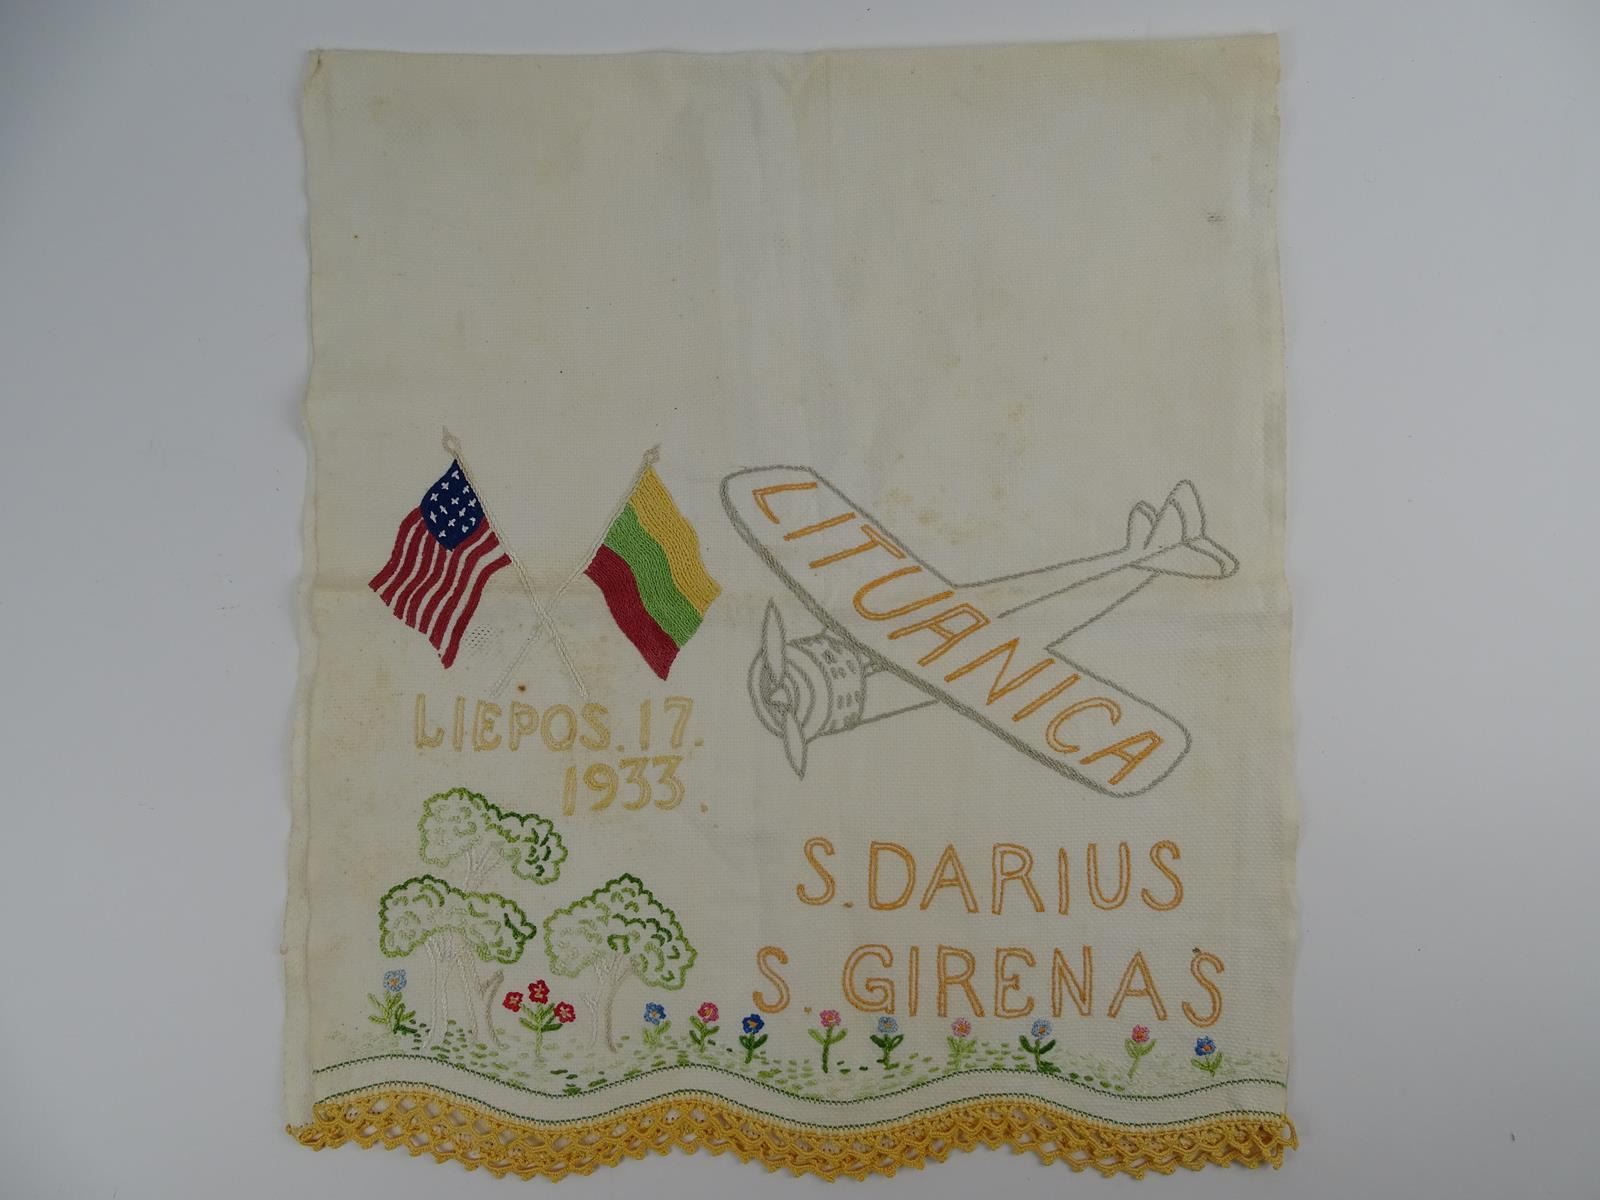 LITUANICA
LIEPOS. 17.
1933.
S. DARIUS
S. GIRENAS